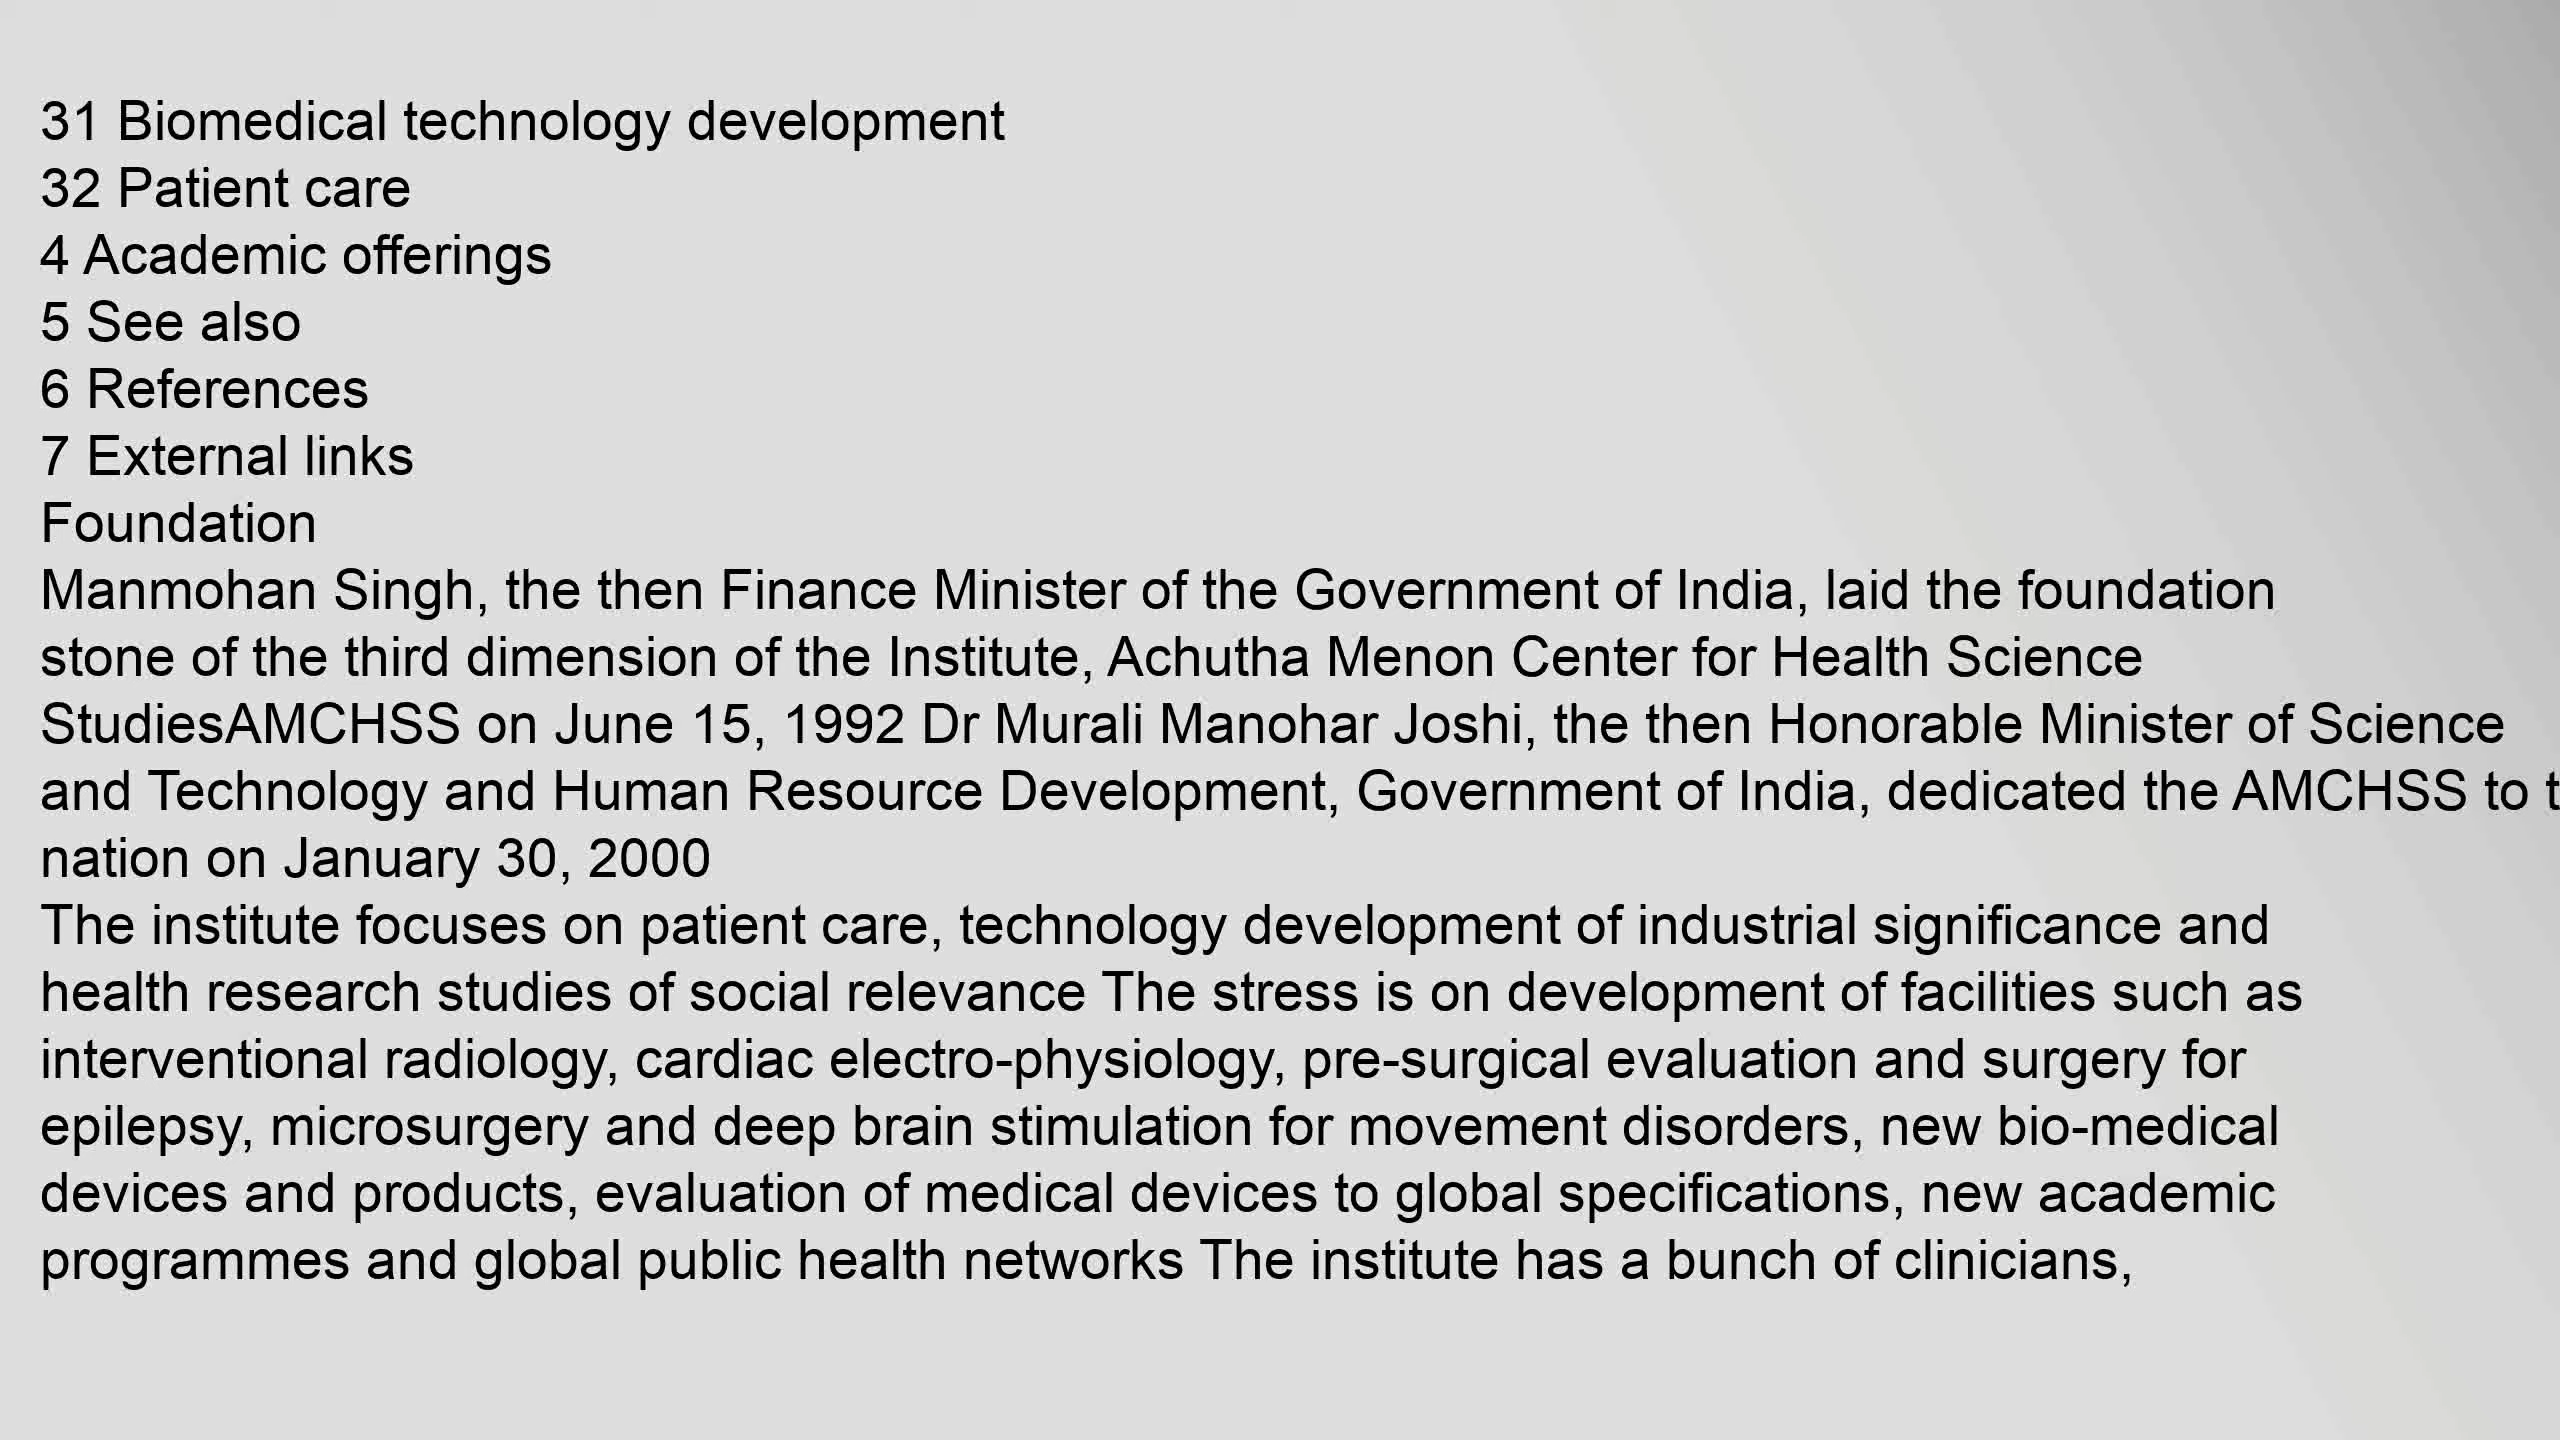 31 Biomedical technology development
32 Patient care
4 Academic offerings
5 See also
6 References
7 External links
Foundation
Manmohan Singh, the then Finance Minister of the Government of India, laid the foundation
stone of the third dimension of the Institute, Achutha Menon Center for Health Science
StudiesAMCHSS on June 15, 1992 Dr Murali Manohar Joshi, the then Honorable Minister of Science
and Technology and Human Resource Development, Government of India, dedicated the AMCHSS to t
nation on January 30, 2000
The institute focuses on patient care, technology development of industrial significance and
health research studies of social relevance The stress is on development of facilities such as
interventional radiology, cardiac electro-physiology, pre-surgical evaluation and surgery for
epilepsy, microsurgery and deep brain stimulation for movement disorders, new bio-medical
devices and products, evaluation of medical devices to global specifications, new academic
programmes and global public health networks The institute has a bunch of clinicians,